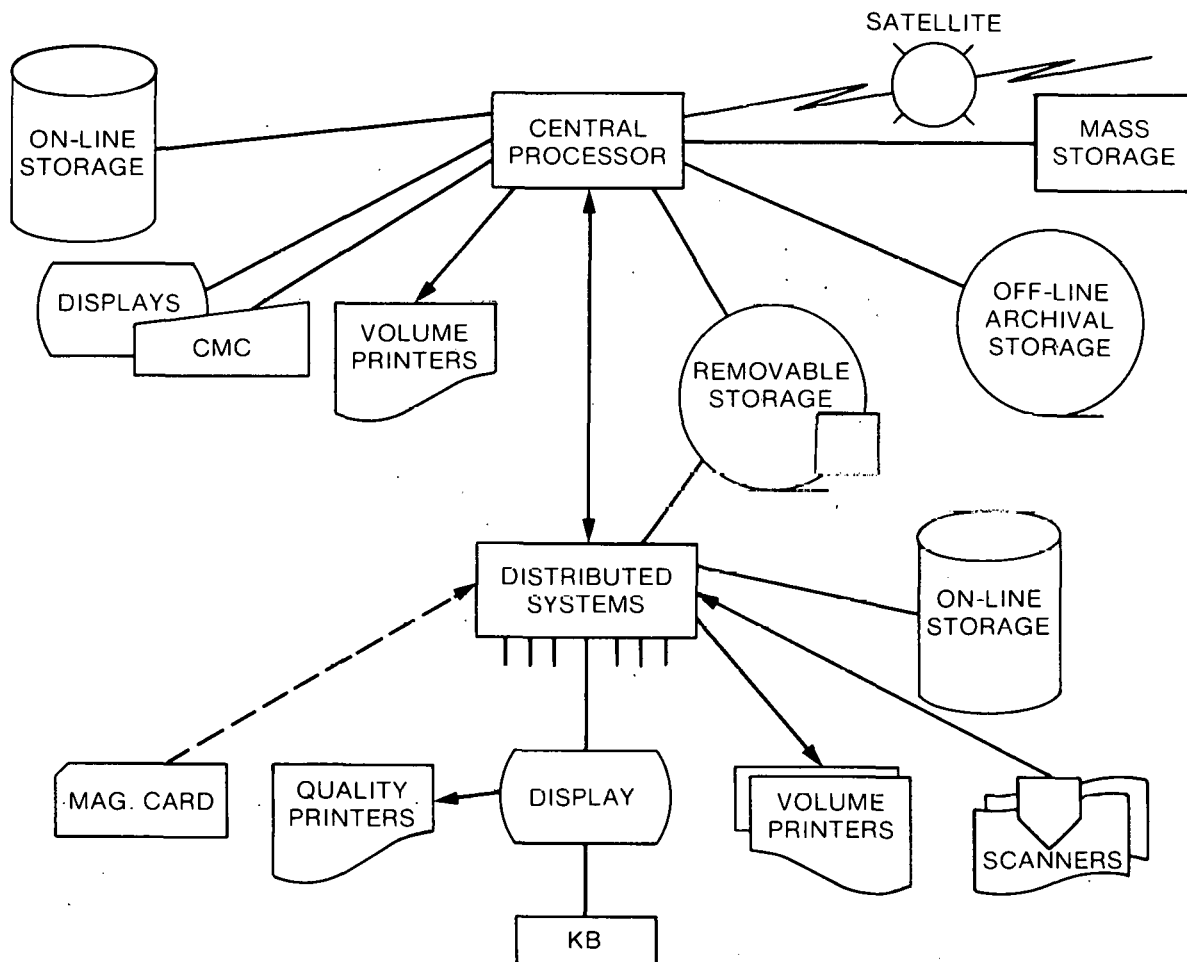 SATELLITE
ON-LINE
STORAGE
CENTRAL
PROCESSOR
MASS
STORAGE
DISPLAYS
CMC
VOLUME
PRINTERS
REMOVABLE
STORAGE
OFF-LINE
ARCHIVAL
STORAGE
DISTRIBUTED
SYSTEMS
ON-LINE
STORAGE
MAG. CARD
QUALITY
PRINTERS
DISPLAY
VOLUME
PRINTERS
SCANNERS
KB